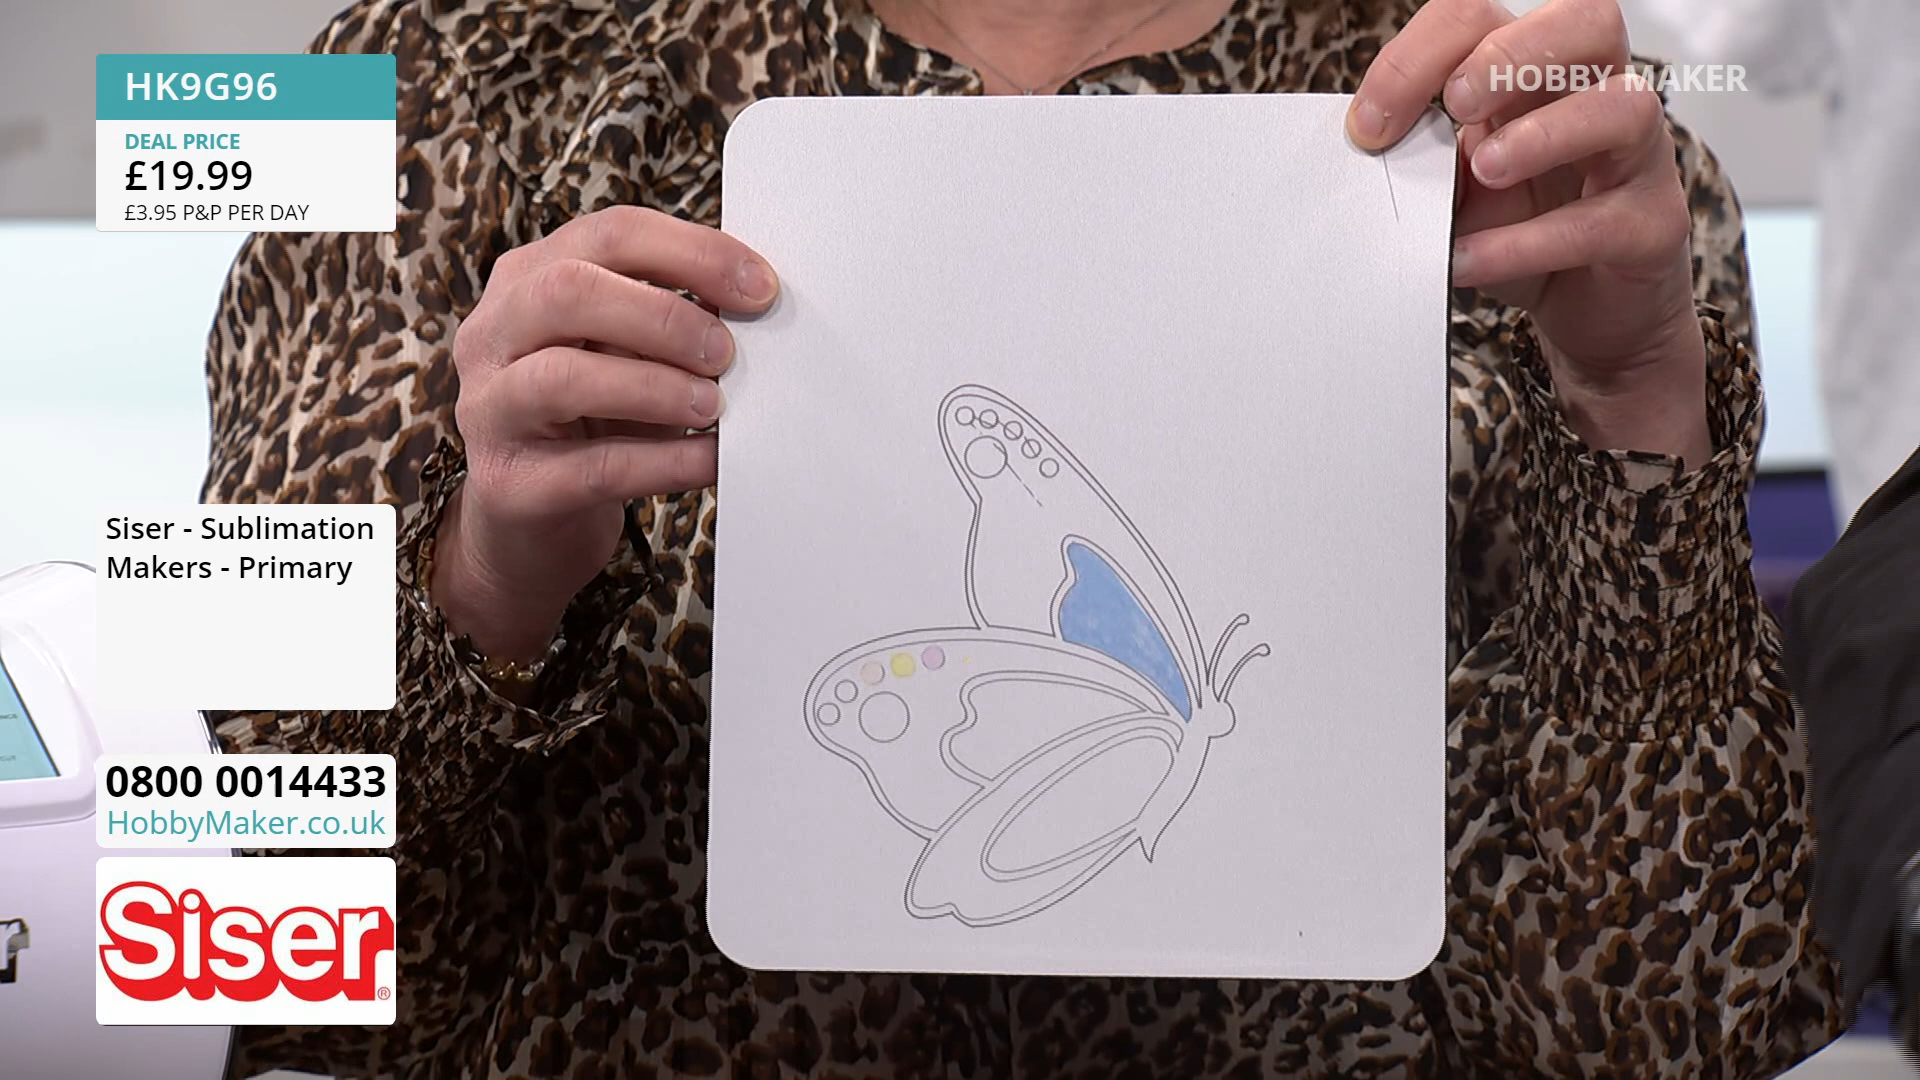 HK9G96
DEAL PRICE
£19.99
£3.95 P&P PER DAY
HOBBY MAKER
Siser - Sublimation
Makers - Primary
0800 0014433
HobbyMaker.co.uk
Siser®